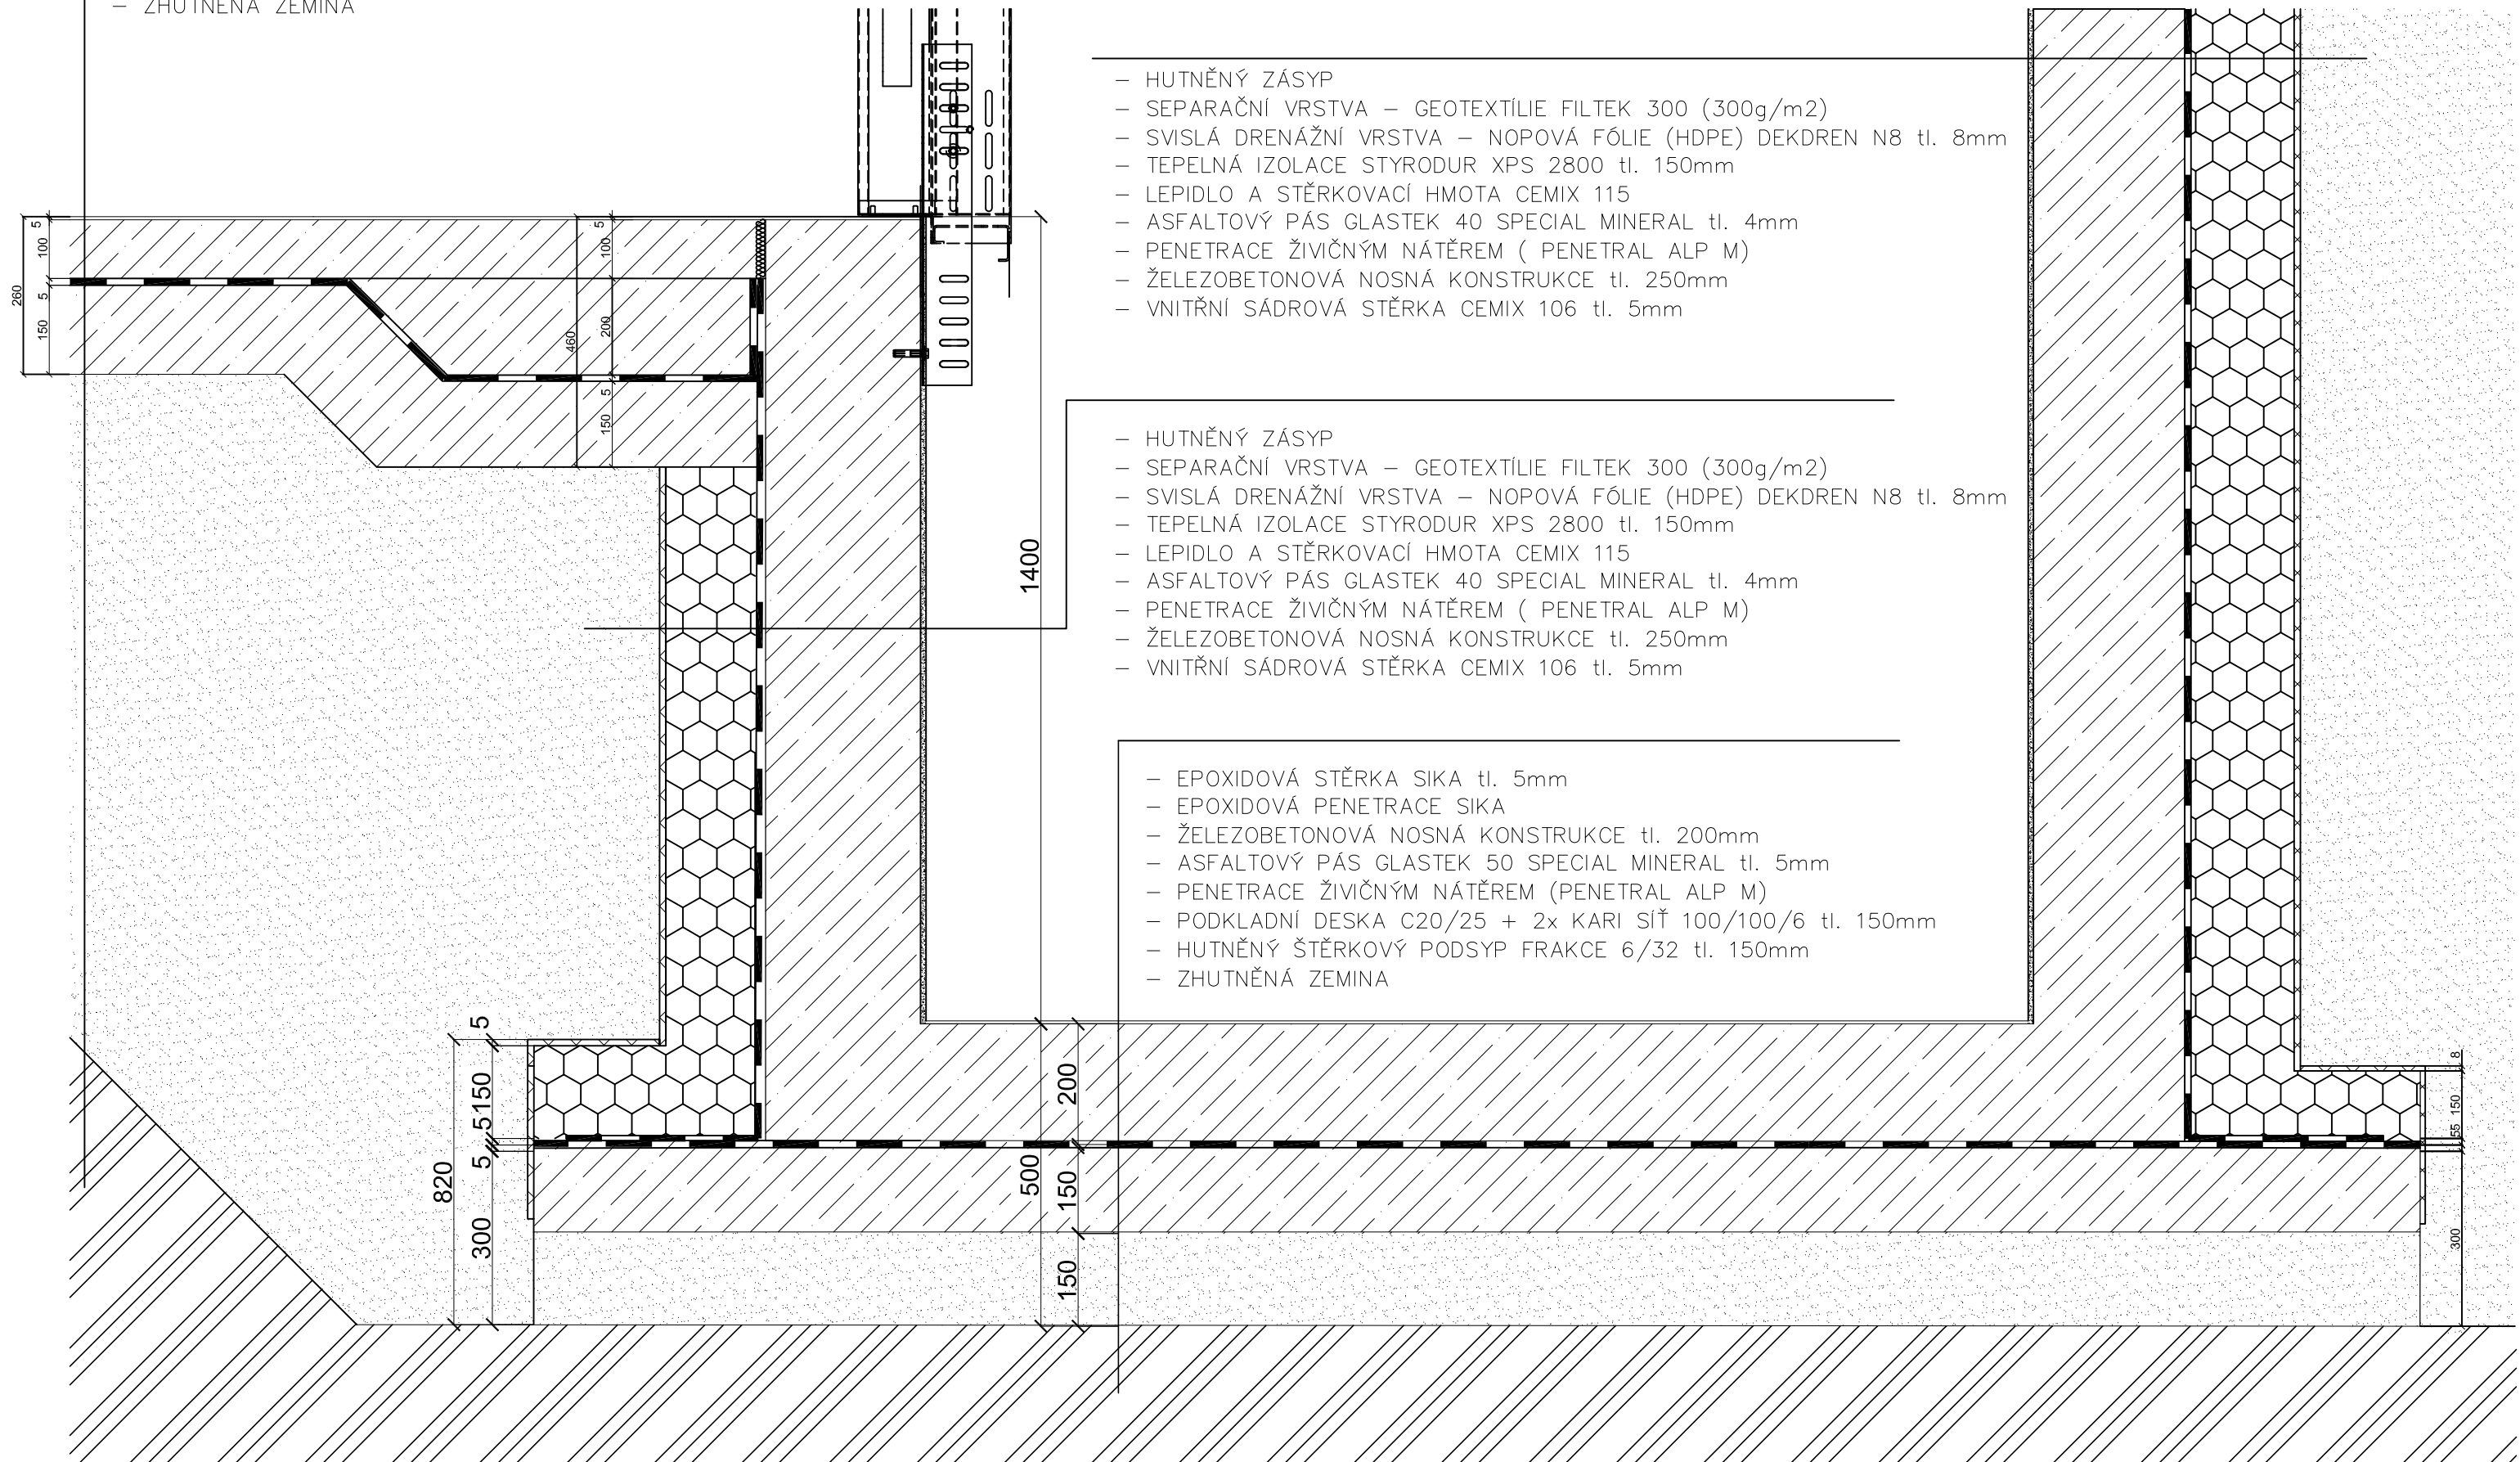 – ZHUTNĚNÁ ZEMINA
– HUTNĚNÝ ZÁSYP
– SEPARAČNÍ VRSTVA – GEOTEXTÍLIE FILTEK 300 (300g/m2)
– SVISLÁ DRENÁŽNÍ VRSTVA – NOPOVÁ FÓLIE (HDPE) DEKDREN N8 tl. 8mm
– TEPELNÁ IZOLACE STYRODUR XPS 2800 tl. 150mm
– LEPIDLO A STĚRKOVACÍ HMOTA CEMIX 115
– ASFALTOVÝ PÁS GLASTEK 40 SPECIAL MINERAL tl. 4mm
– PENETRACE ŽIVIČNÝM NÁTĚREM ( PENETRAL ALP M)
– ŽELEZOBETONOVÁ NOSNÁ KONSTRUKCE tl. 250mm
– VNITŘNÍ SÁDROVÁ STĚRKA CEMIX 106 tl. 5mm
5
100
5
150
260
5
100
200
5
150
460
– HUTNĚNÝ ZÁSYP
– SEPARAČNÍ VRSTVA – GEOTEXTÍLIE FILTEK 300 (300g/m2)
– SVISLÁ DRENÁŽNÍ VRSTVA – NOPOVÁ FÓLIE (HDPE) DEKDREN N8 tl. 8mm
– TEPELNÁ IZOLACE STYRODUR XPS 2800 tl. 150mm
– LEPIDLO A STĚRKOVACÍ HMOTA CEMIX 115
– ASFALTOVÝ PÁS GLASTEK 40 SPECIAL MINERAL tl. 4mm
– PENETRACE ŽIVIČNÝM NÁTĚREM ( PENETRAL ALP M)
– ŽELEZOBETONOVÁ NOSNÁ KONSTRUKCE tl. 250mm
– VNITŘNÍ SÁDROVÁ STĚRKA CEMIX 106 tl. 5mm
1400
– EPOXIDOVÁ STĚRKA SIKA tl. 5mm
– EPOXIDOVÁ PENETRACE SIKA
– ŽELEZOBETONOVÁ NOSNÁ KONSTRUKCE tl. 200mm
– ASFALTOVÝ PÁS GLASTEK 50 SPECIAL MINERAL tl. 5mm
– PENETRACE ŽIVIČNÝM NÁTĚREM (PENETRAL ALP M)
– PODKLADNÍ DESKA C20/25 + 2x KARI SÍŤ 100/100/6 tl. 150mm
– HUTNĚNÝ ŠTĚRKOVÝ PODSYP FRAKCE 6/32 tl. 150mm
– ZHUTNĚNÁ ZEMINA
5
150
5
5
300
820
200
150
150
500
8
150
55
300